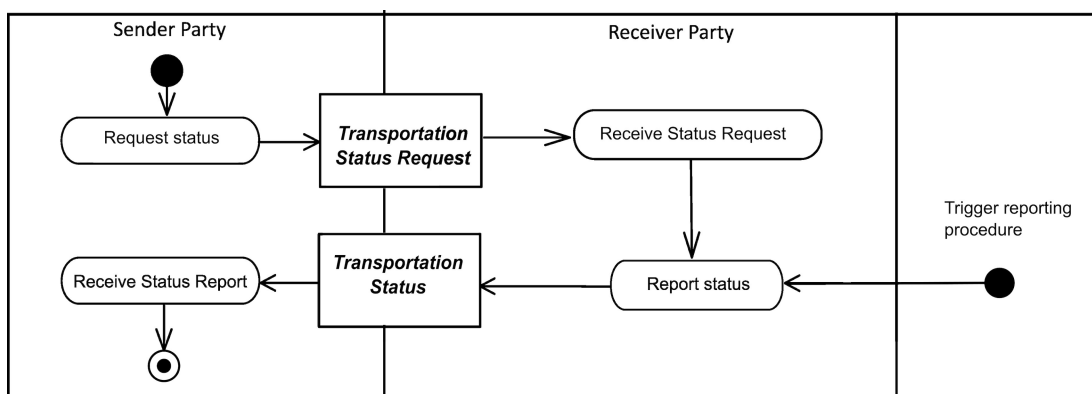 Sender Party
Receiver Party
Request status
Transportation
Status Request
Receive Status Request
Trigger reporting
procedure
Receive Status Report
Transportation
Status
Report status